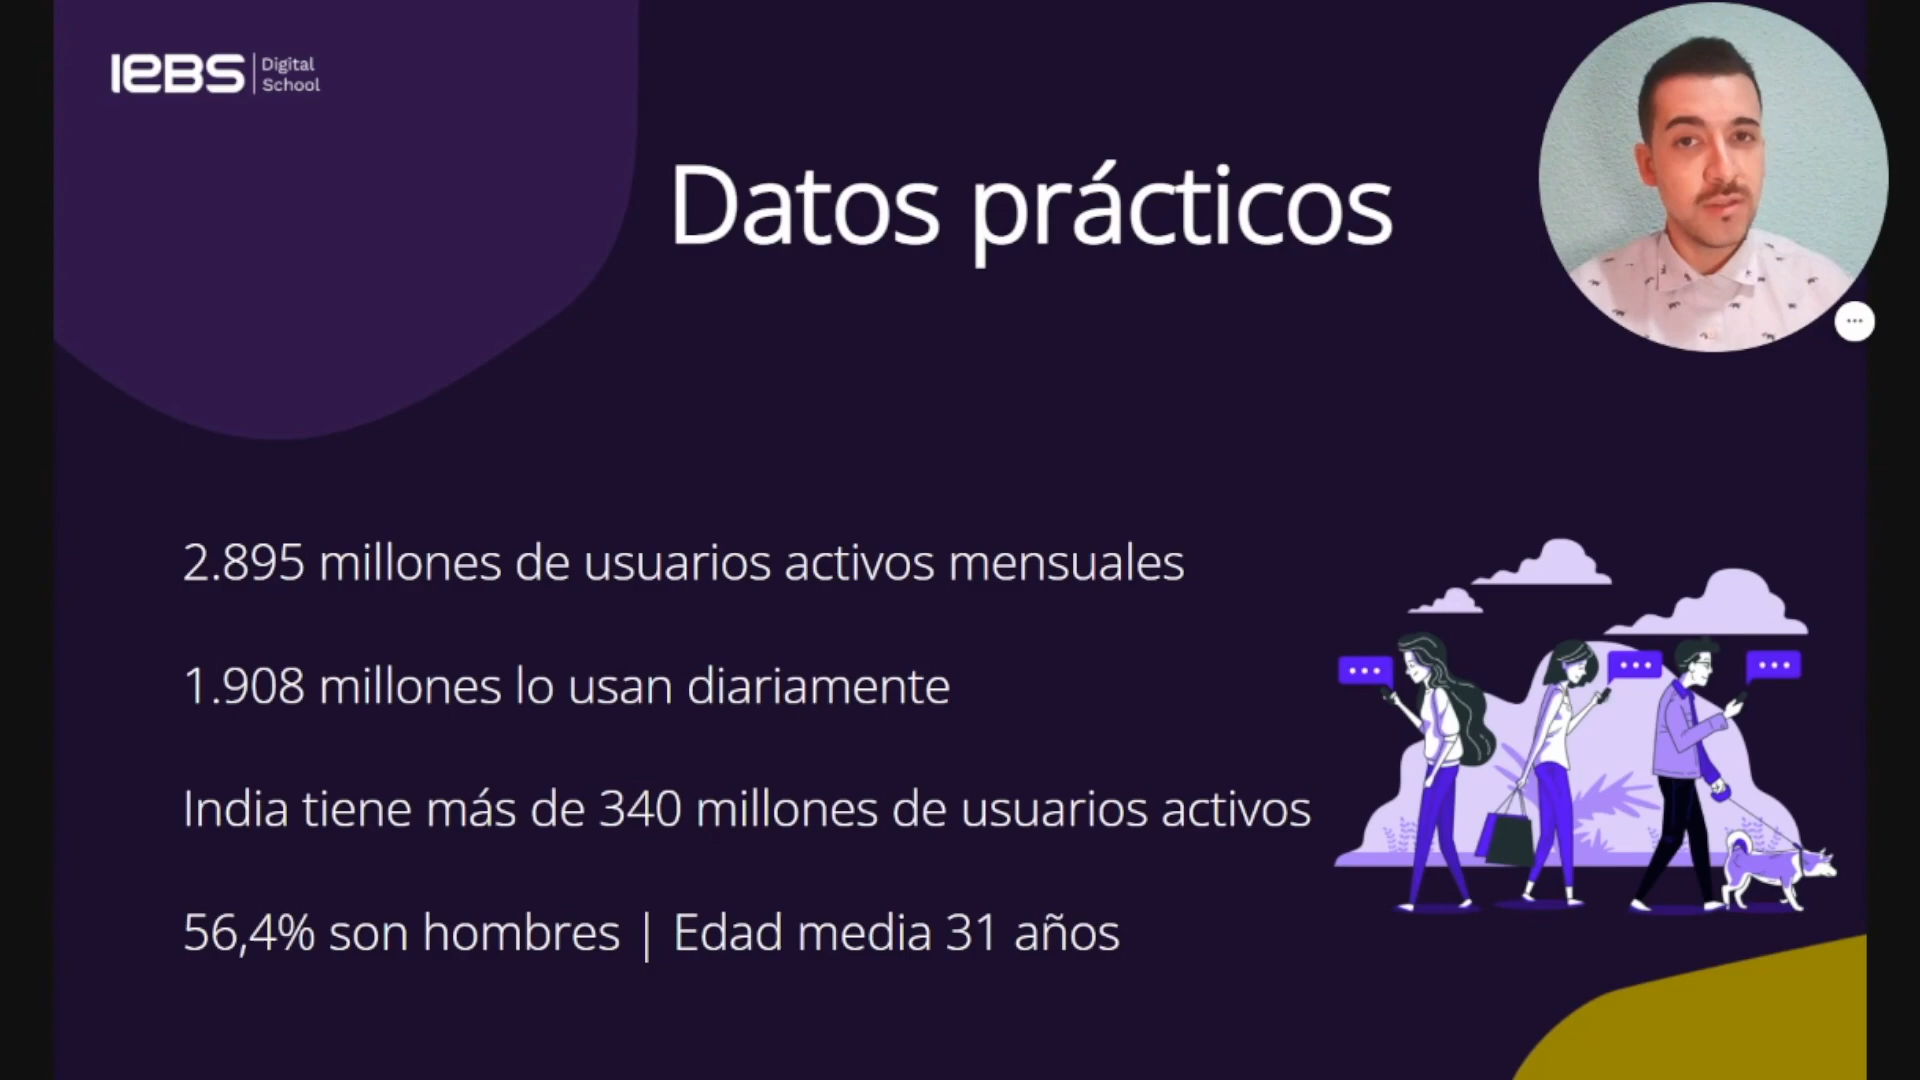 IEBS Digital School
Datos prácticos
2.895 millones de usuarios activos mensuales
1.908 millones lo usan diariamente
India tiene más de 340 millones de usuarios activos
56,4% son hombres | Edad media 31 años